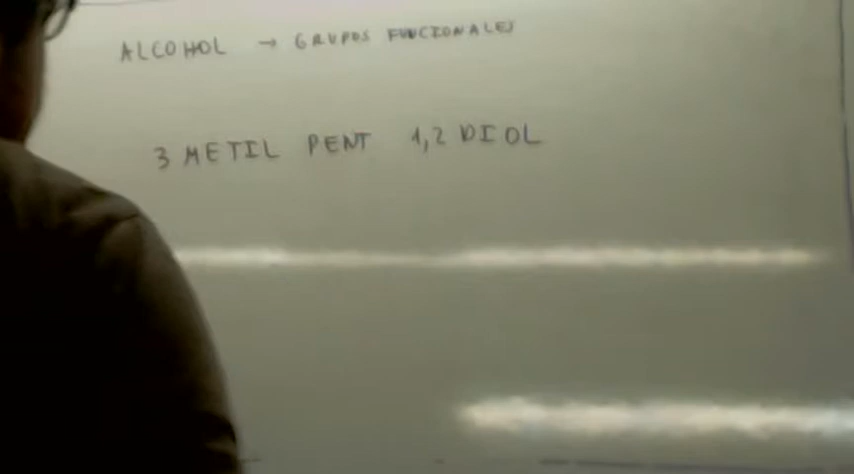 ALCOHOL → GRUPOS FUNCIONALES
3 METIL PENT 1,2 DIOL